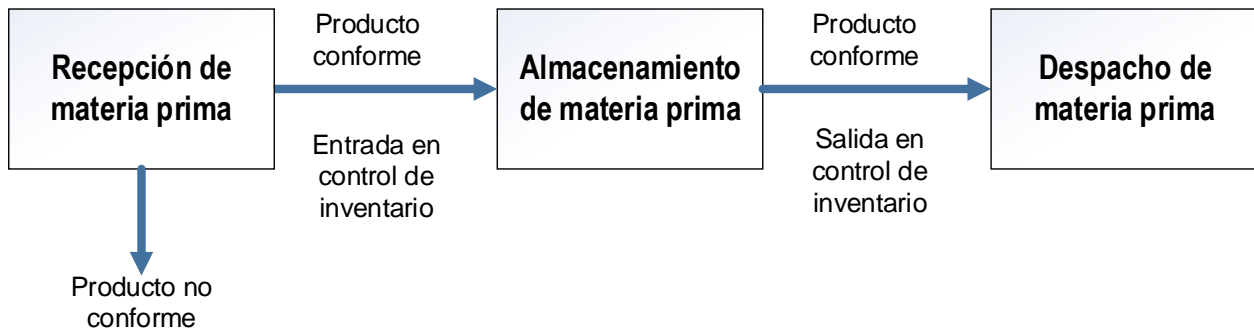 Recepción de
materia prima
Producto
conforme
Entrada en
control de
inventario
Almacenamiento
de materia prima
Producto
conforme
Salida en
control de
inventario
Despacho de
materia prima
Producto no
conforme